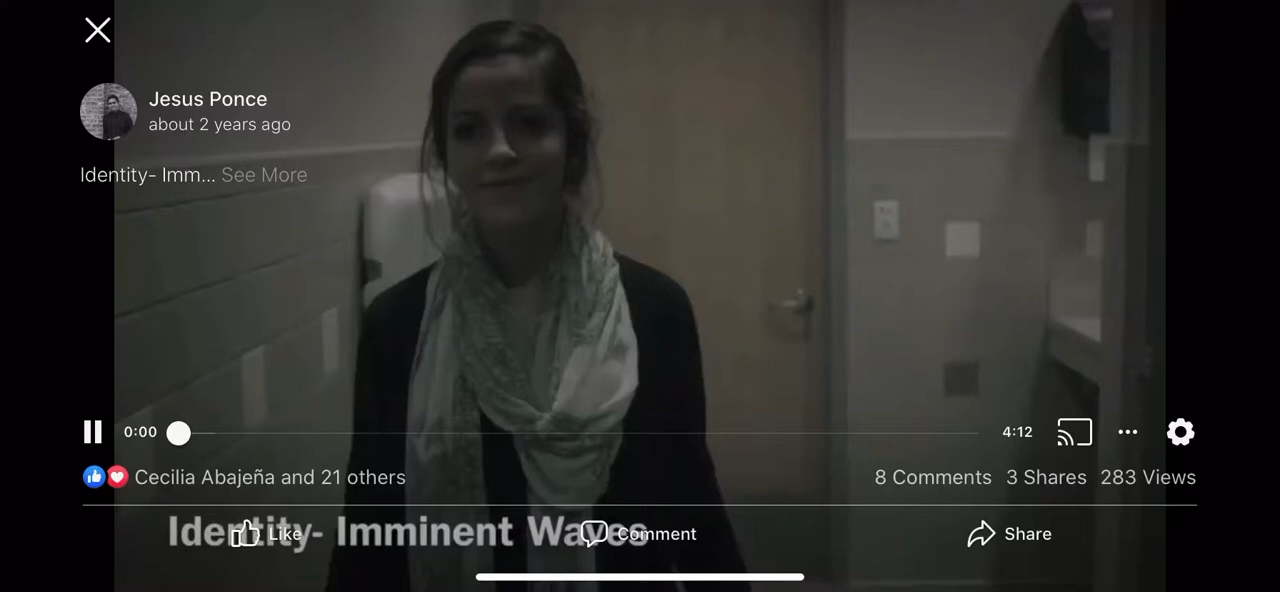 Jesus Ponce
about 2 years ago
Identity- Imm... See More
0:00
4:12
Cecilia Abajeña and 21 others
8 Comments 3 Shares 283 Views
Identity- Imminent Waves
Like
Comment
Share